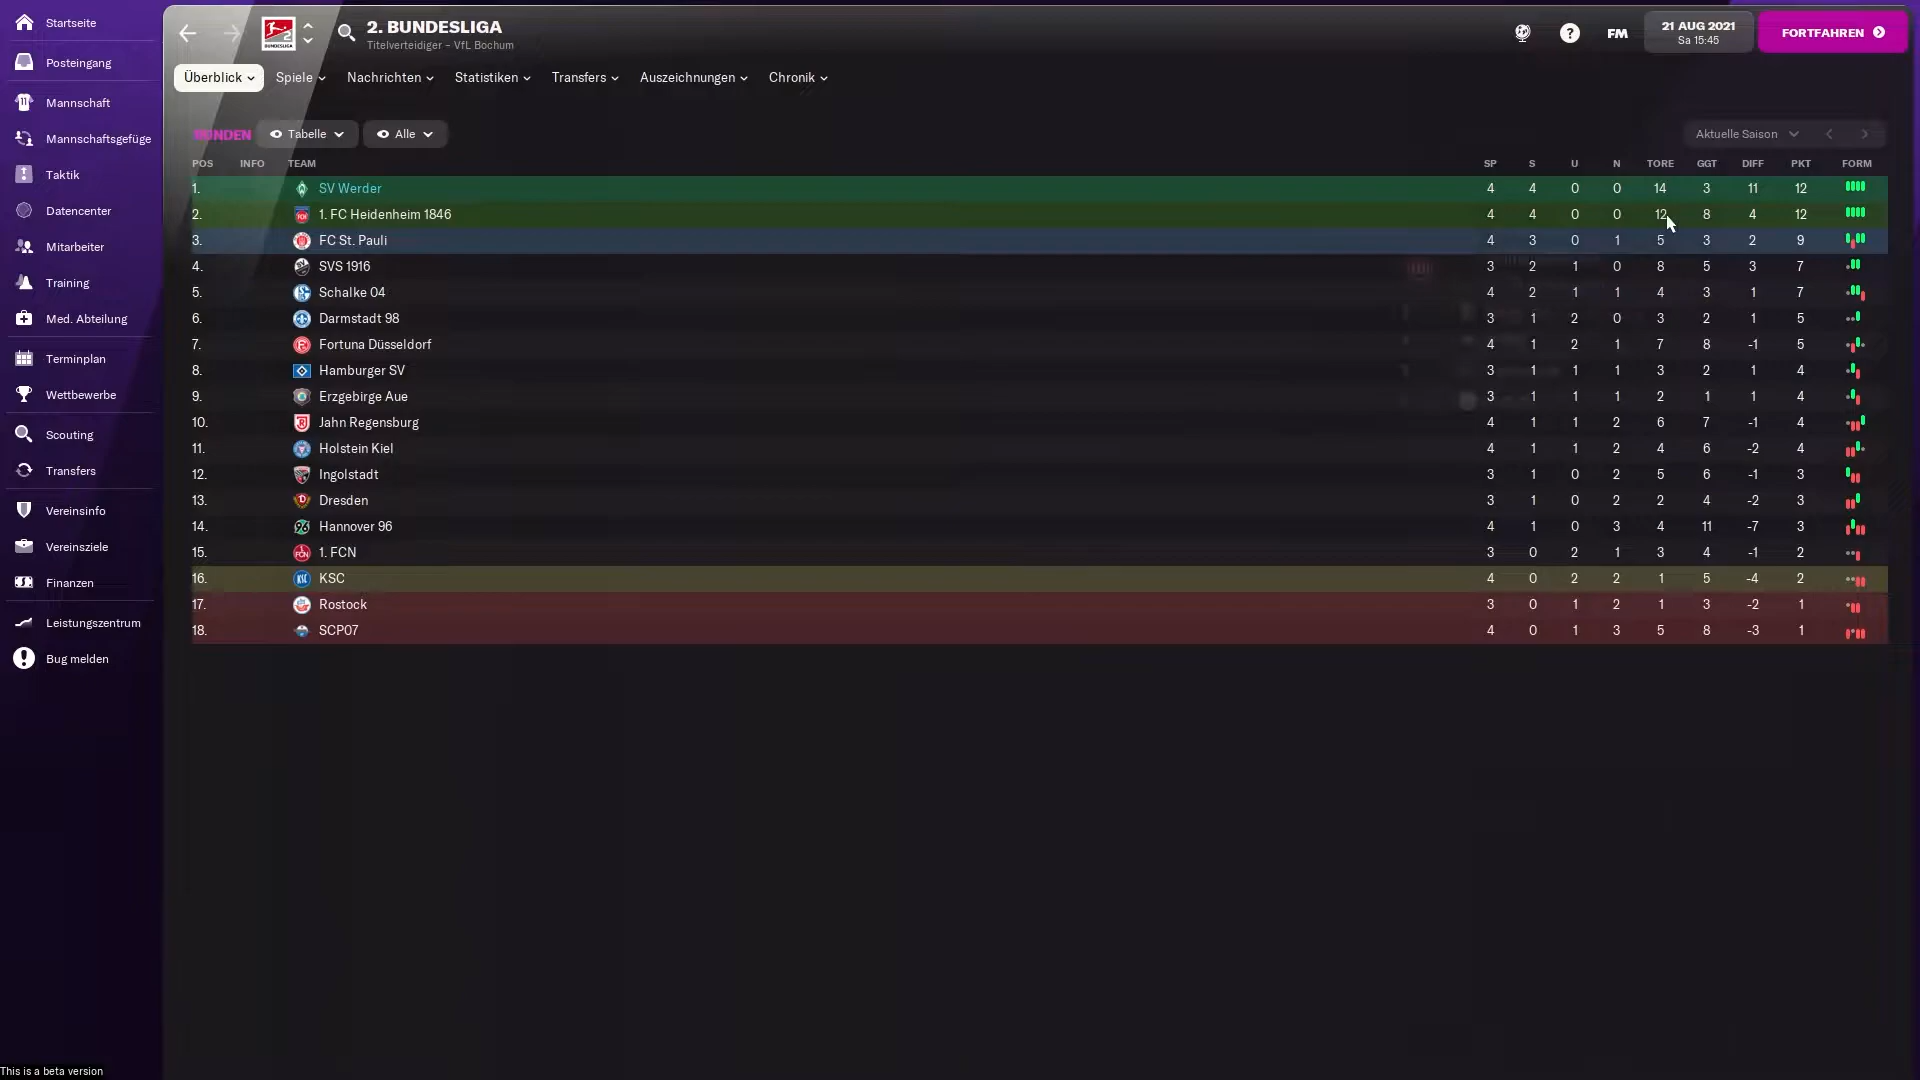 Startseite
Posteingang
Mannschaft
Mannschaftsgefüge
Taktik
Datencenter
Mitarbeiter
Training
Med. Abteilung
Terminplan
Wettbewerbe
Scouting
Transfers
Vereinsinfo
Vereinsziele
Finanzen
Leistungszentrum
Bug melden
This is a beta version
2. BUNDESLIGA
Titelverteidiger - VfL Bochum
FM
21 AUG 2021
Sa 15:45
FORTFAHREN
Überblick Spiele Nachrichten Statistiken Transfers Auszeichnungen Chronik
RUNDEN Tabelle Alle Aktuelle Saison
POS INFO TEAM SP S U N TORE GGT DIFF PKT FORM
1. SV Werder 4 4 0 0 14 3 11 12
2. 1. FC Heidenheim 1846 4 4 0 0 12 8 4 12
3. FC St. Pauli 4 3 0 1 5 3 2 9
4. SVS 1916 3 2 1 0 8 5 3 7
5. Schalke 04 4 2 1 1 4 3 1 7
6. Darmstadt 98 3 1 2 0 3 2 1 5
7. Fortuna Düsseldorf 4 1 2 1 7 8 -1 5
8. Hamburger SV 3 1 1 1 3 2 1 4
9. Erzgebirge Aue 3 1 1 1 2 1 1 4
10. Jahn Regensburg 4 1 1 2 6 7 -1 4
11. Holstein Kiel 4 1 1 2 4 6 -2 4
12. Ingolstadt 3 1 0 2 5 6 -1 3
13. Dresden 3 1 0 2 2 4 -2 3
14. Hannover 96 4 1 0 3 4 11 -7 3
15. 1. FCN 3 0 2 1 3 4 -1 2
16. KSC 4 0 2 2 1 5 -4 2
17. Rostock 3 0 1 2 1 3 -2 1
18. SCP07 4 0 1 3 5 8 -3 1